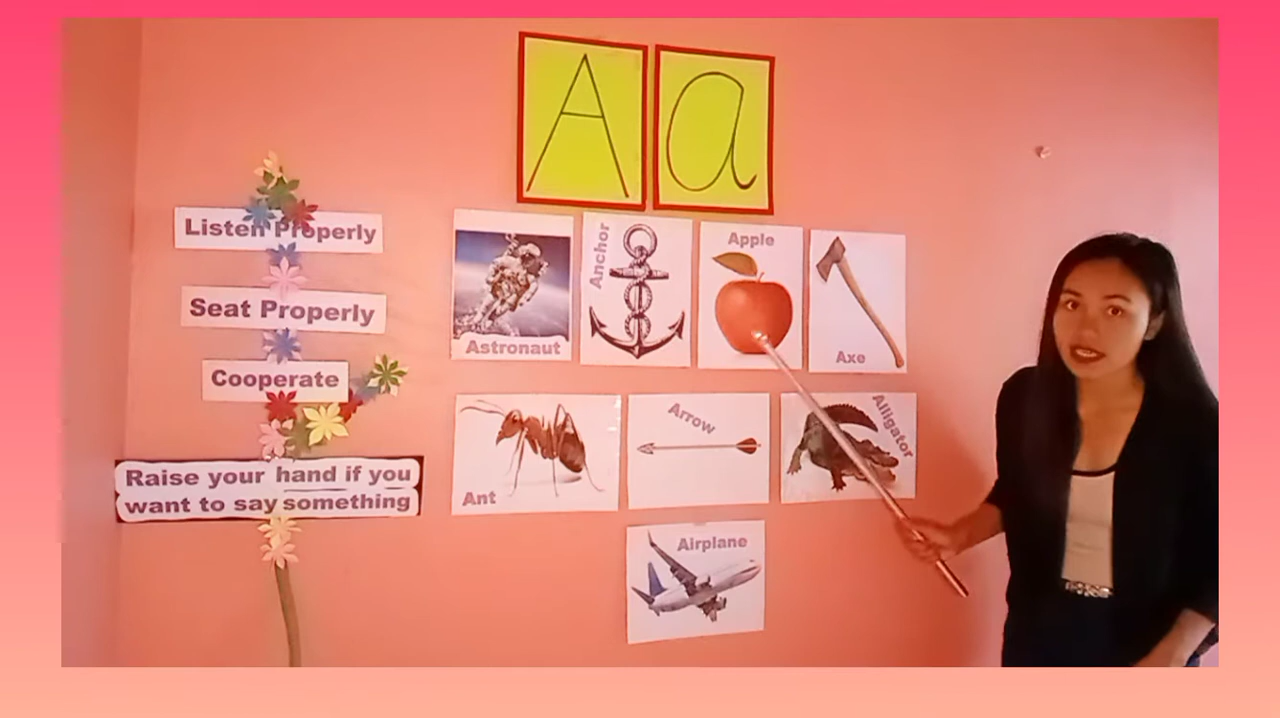 Aa
Listen Properly
Seat Properly
Cooperate
Raise your hand if you
want to say something
Astronaut
Anchor
Apple
Axe
Ant
Arrow
Alligator
Airplane